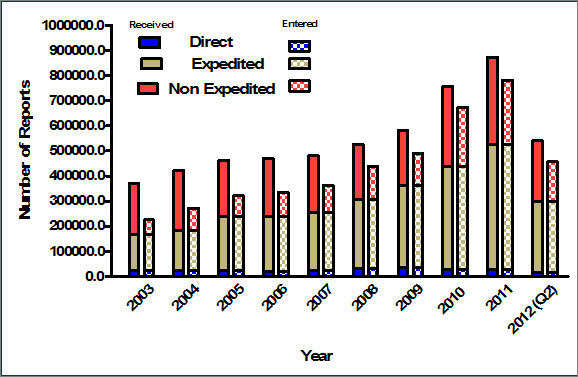 Received Entered
Direct
Expedited
Non Expedited
1000000.0
900000.0
800000.0
700000.0
600000.0
500000.0
400000.0
300000.0
200000.0
100000.0
0.0
Number of Reports
2003 2004 2005 2006 2007 2008 2009 2010 2011 2012 (Q2)
Year